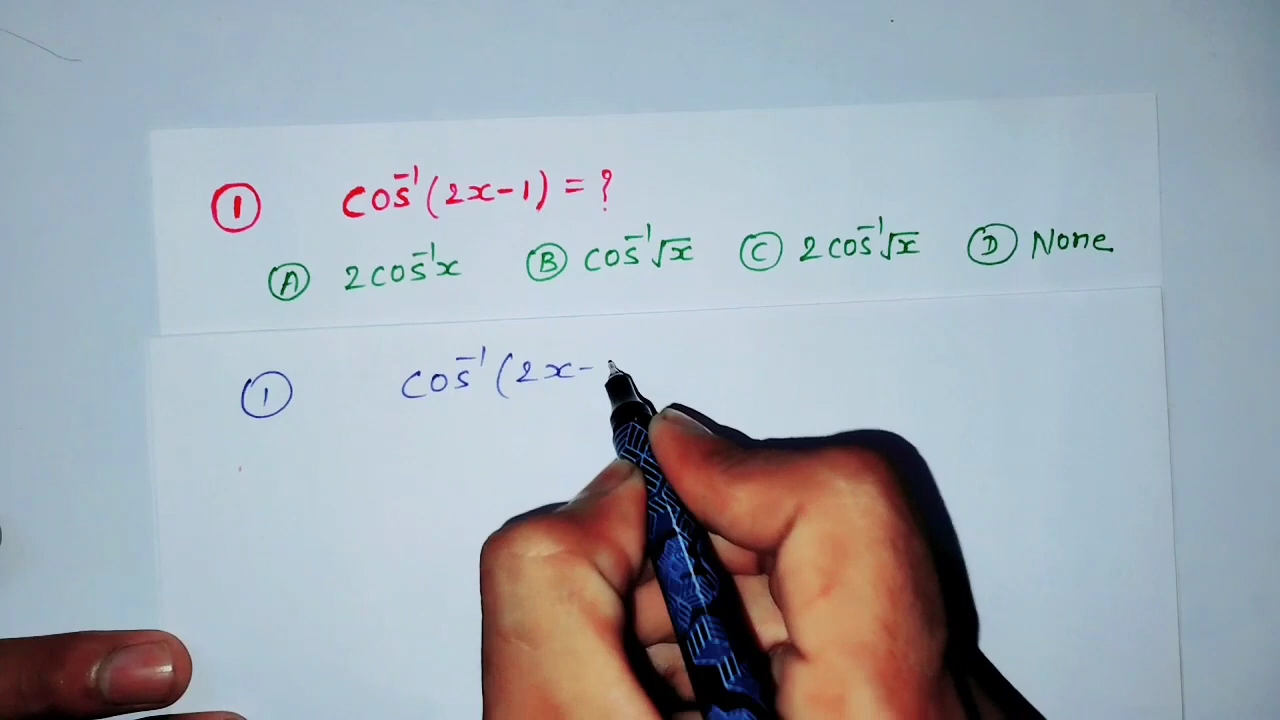 ① cos⁻¹(2x-1) = ?
Ⓐ 2cos⁻¹x Ⓑ cos⁻¹√x Ⓒ 2cos⁻¹√x Ⓓ None
① cos⁻¹(2x-